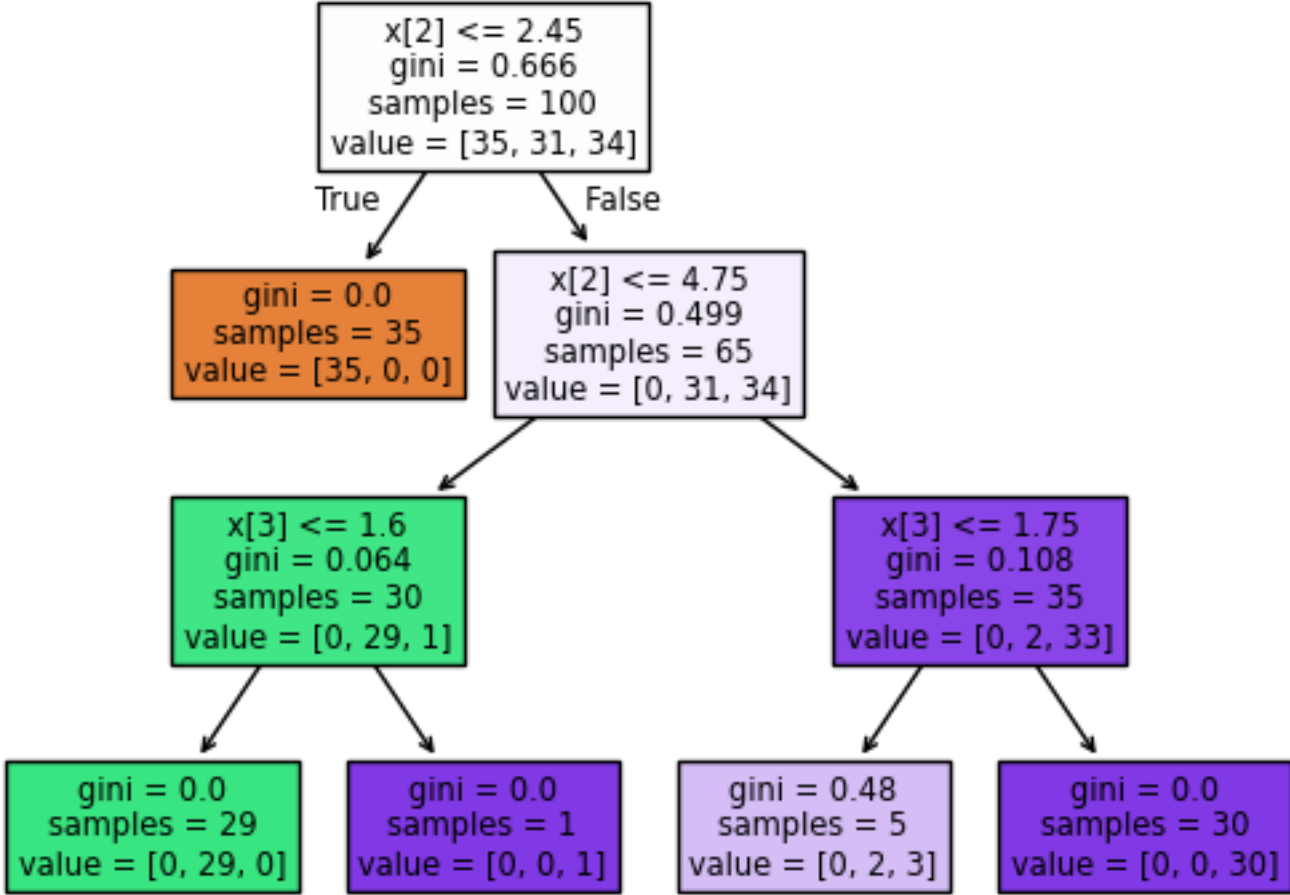 x[2] <= 2.45
gini = 0.666
samples = 100
value = [35, 31, 34]
True
False
gini = 0.0
samples = 35
value = [35, 0, 0]
x[2] <= 4.75
gini = 0.499
samples = 65
value = [0, 31, 34]
x[3] <= 1.6
gini = 0.064
samples = 30
value = [0, 29, 1]
x[3] <= 1.75
gini = 0.108
samples = 35
value = [0, 2, 33]
gini = 0.0
samples = 29
value = [0, 29, 0]
gini = 0.0
samples = 1
value = [0, 0, 1]
gini = 0.48
samples = 5
value = [0, 2, 3]
gini = 0.0
samples = 30
value = [0, 0, 30]